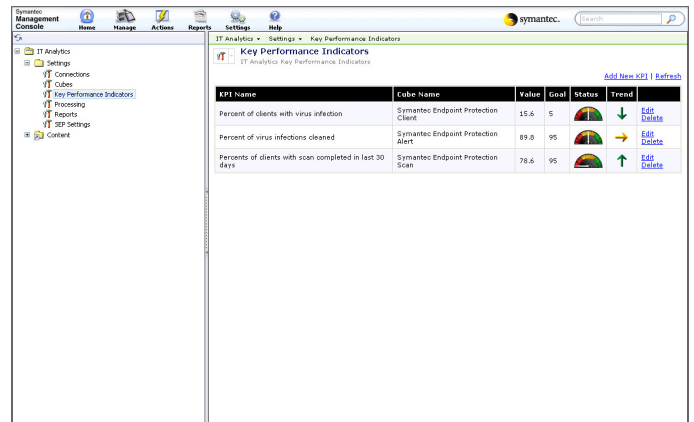 Symantec
Management
Console
Home
Manage
Actions
Reports
Settings
Help
symantec.
Search
IT Analytics
Settings
Connections
Cubes
Key Performance Indicators
Processing
Reports
SEP Settings
Content
IT Analytics Settings Key Performance Indicators
Key Performance Indicators
IT Analytics Key Performance Indicators
Add New KPI | Refresh
KPI Name Cube Name Value Goal Status Trend
Percent of clients with virus infection Symantec Endpoint Protection 15.6 5 Edit
Client Delete
Percent of virus infections cleaned Symantec Endpoint Protection 89.8 95 Edit
Alert Delete
Percents of clients with scan completed in last 30 Symantec Endpoint Protection 78.6 95 Edit
days Scan Delete